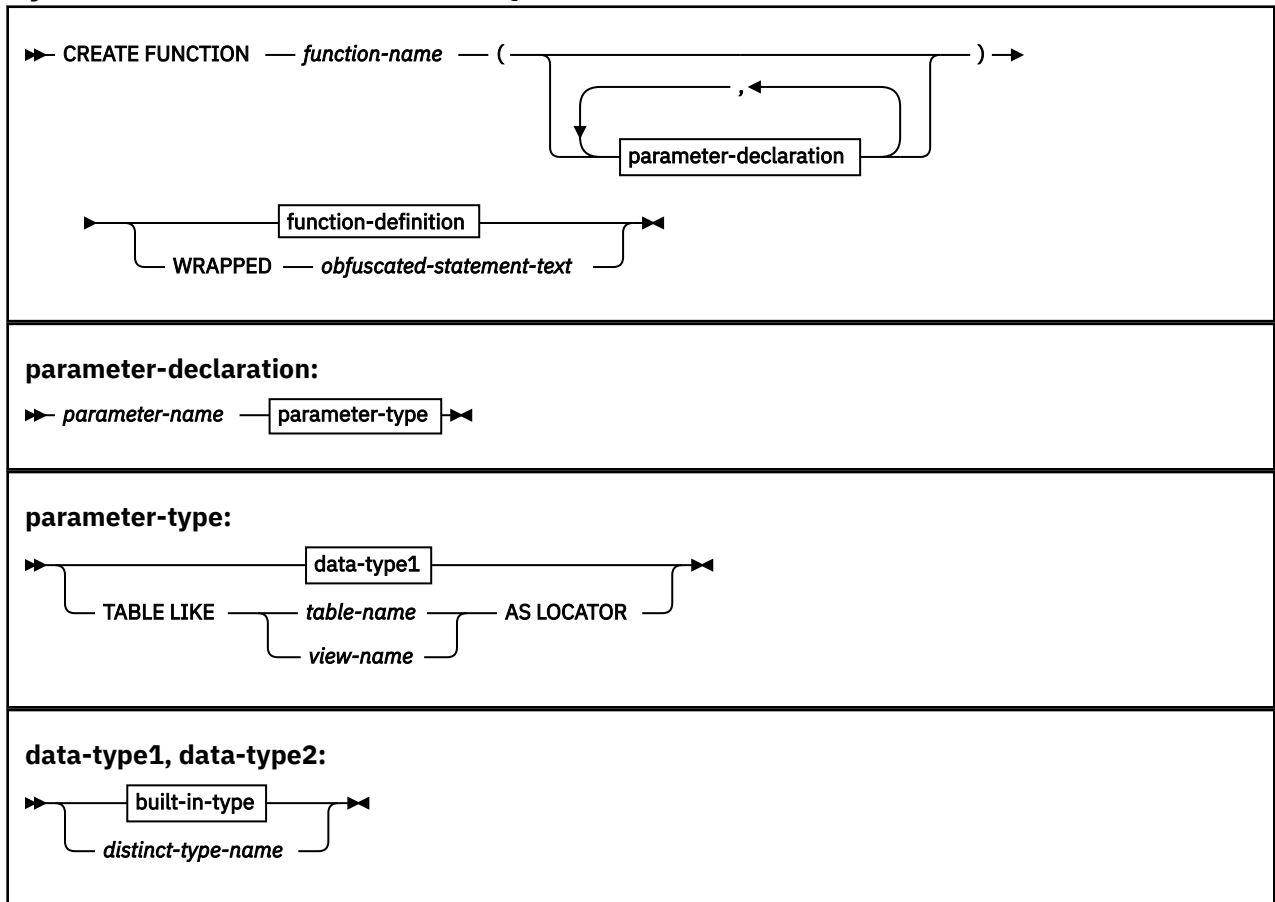 CREATE FUNCTION function-name ( )
,
parameter-declaration
function-definition
WRAPPED obfuscated-statement-text
parameter-declaration:
parameter-name parameter-type
parameter-type:
data-type1
TABLE LIKE table-name AS LOCATOR
view-name
data-type1, data-type2:
built-in-type
distinct-type-name